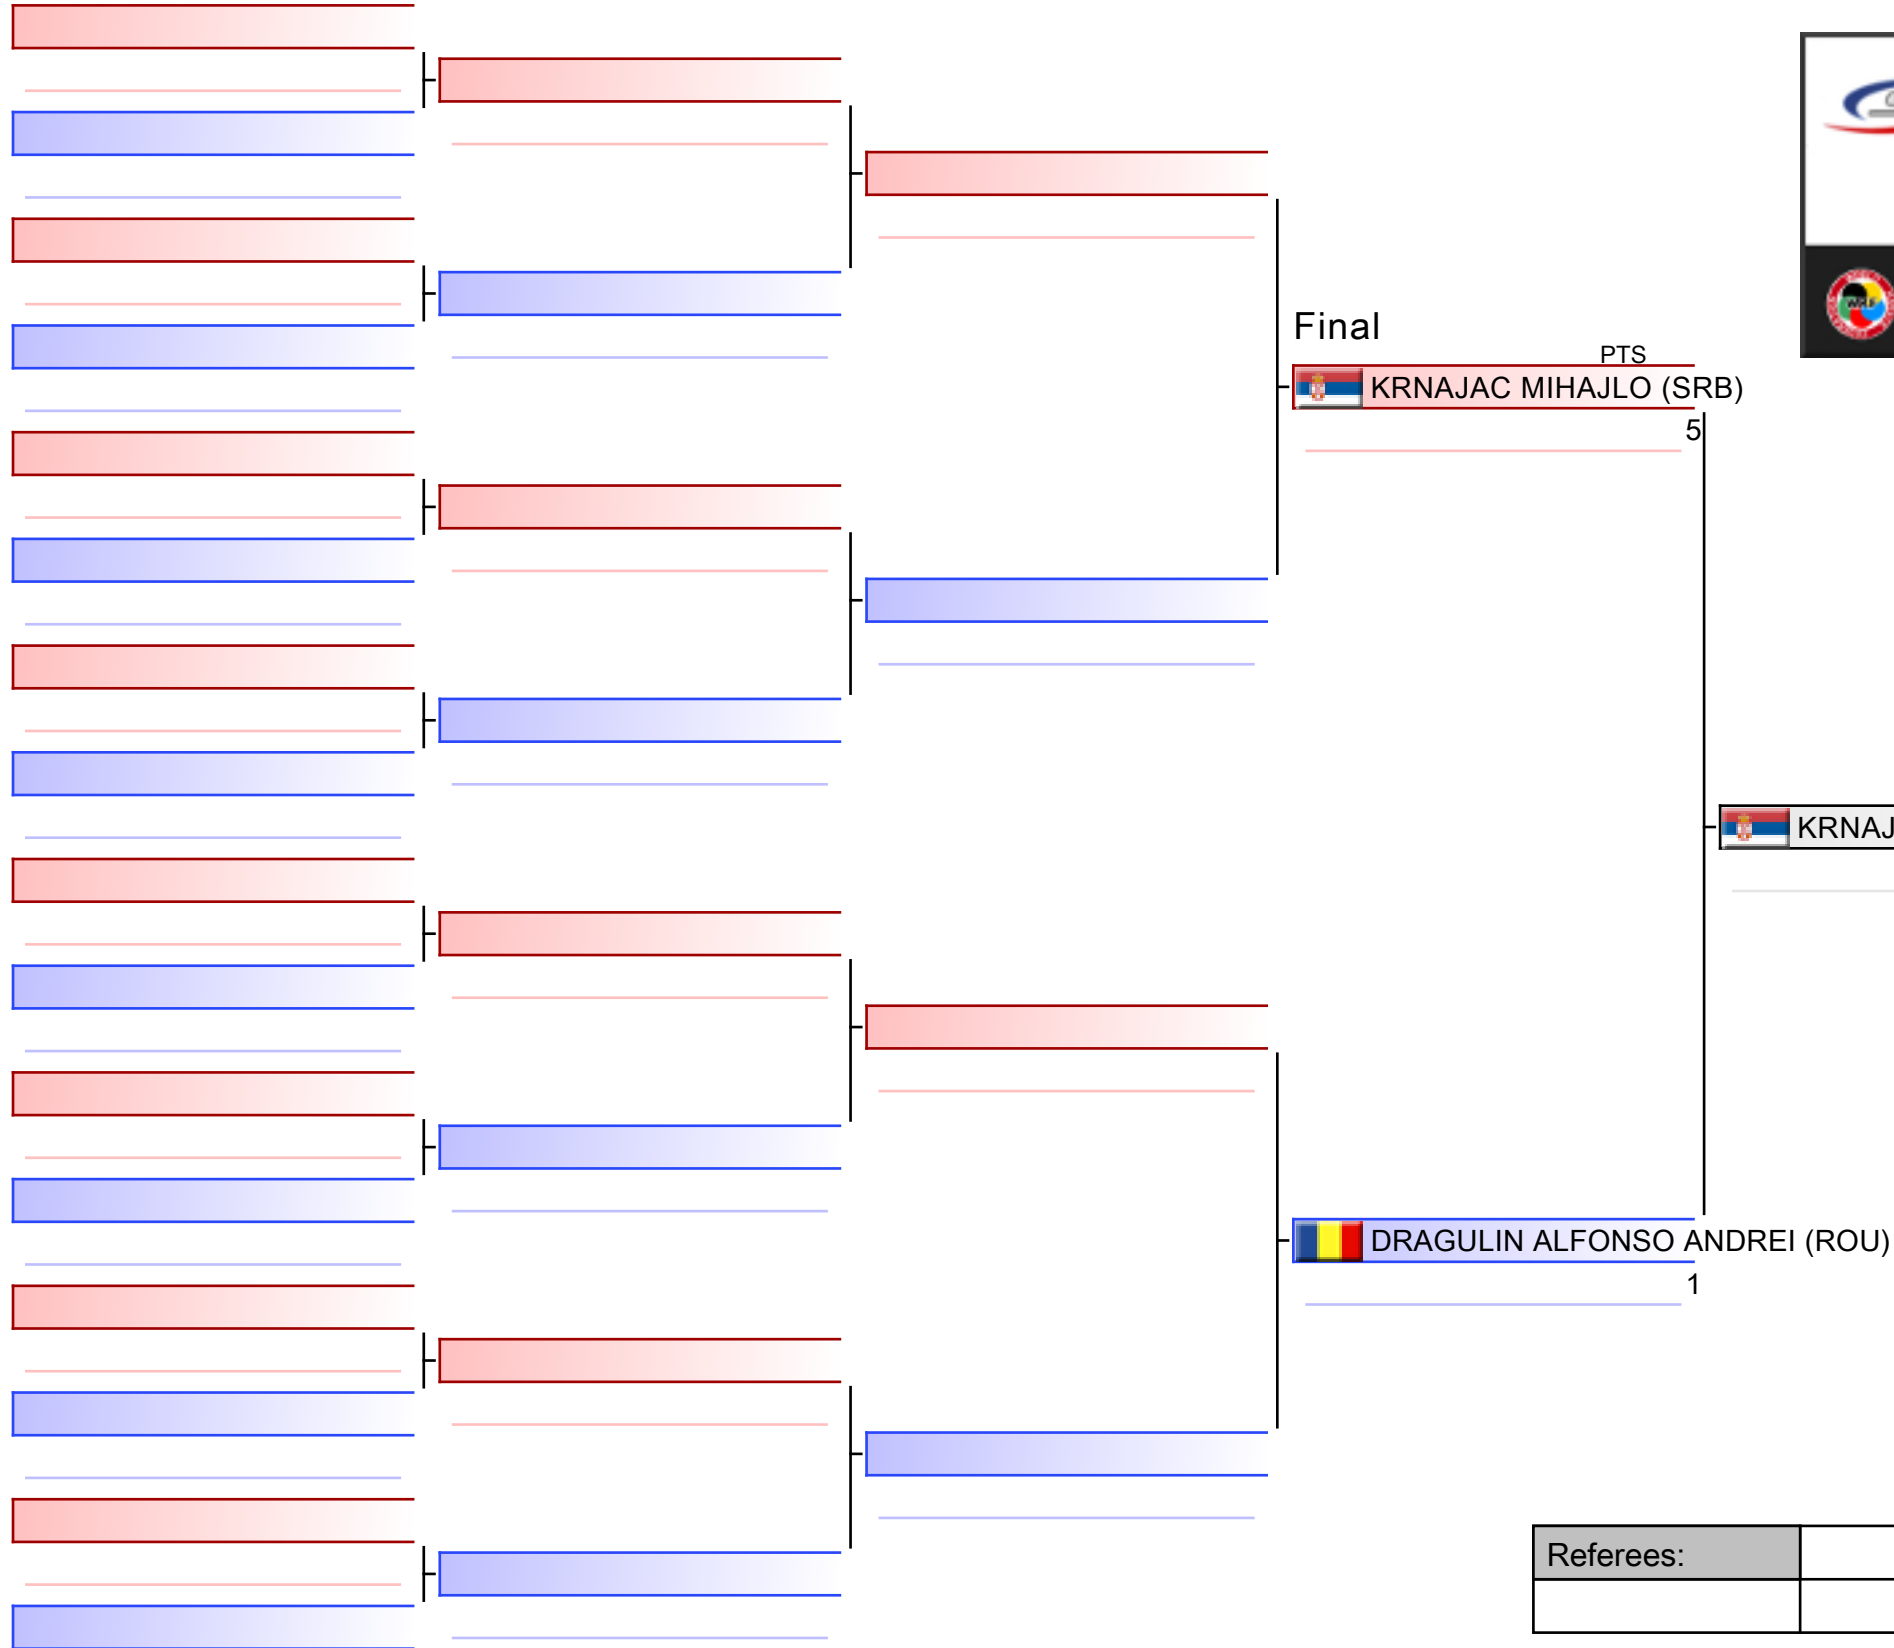 Final
PTS
KRNAJAC MIHAJLO (SRB)
5
KRNAJ
DRAGULIN ALFONSO ANDREI (ROU)
1
Referees: